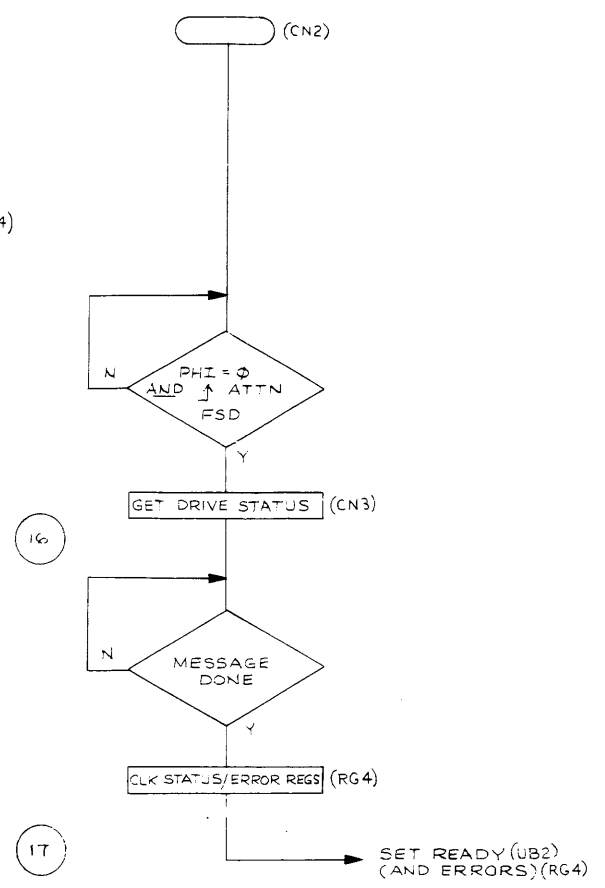 (CN2)
4)
N
PHI = Φ
AND ↑ ATTN
FSD
Y
GET DRIVE STATUS (CN3)
16
N
MESSAGE
DONE
Y
CLK STATUS/ERROR REGS (RG4)
17
SET READY (UB2)
(AND ERRORS)(RG4)